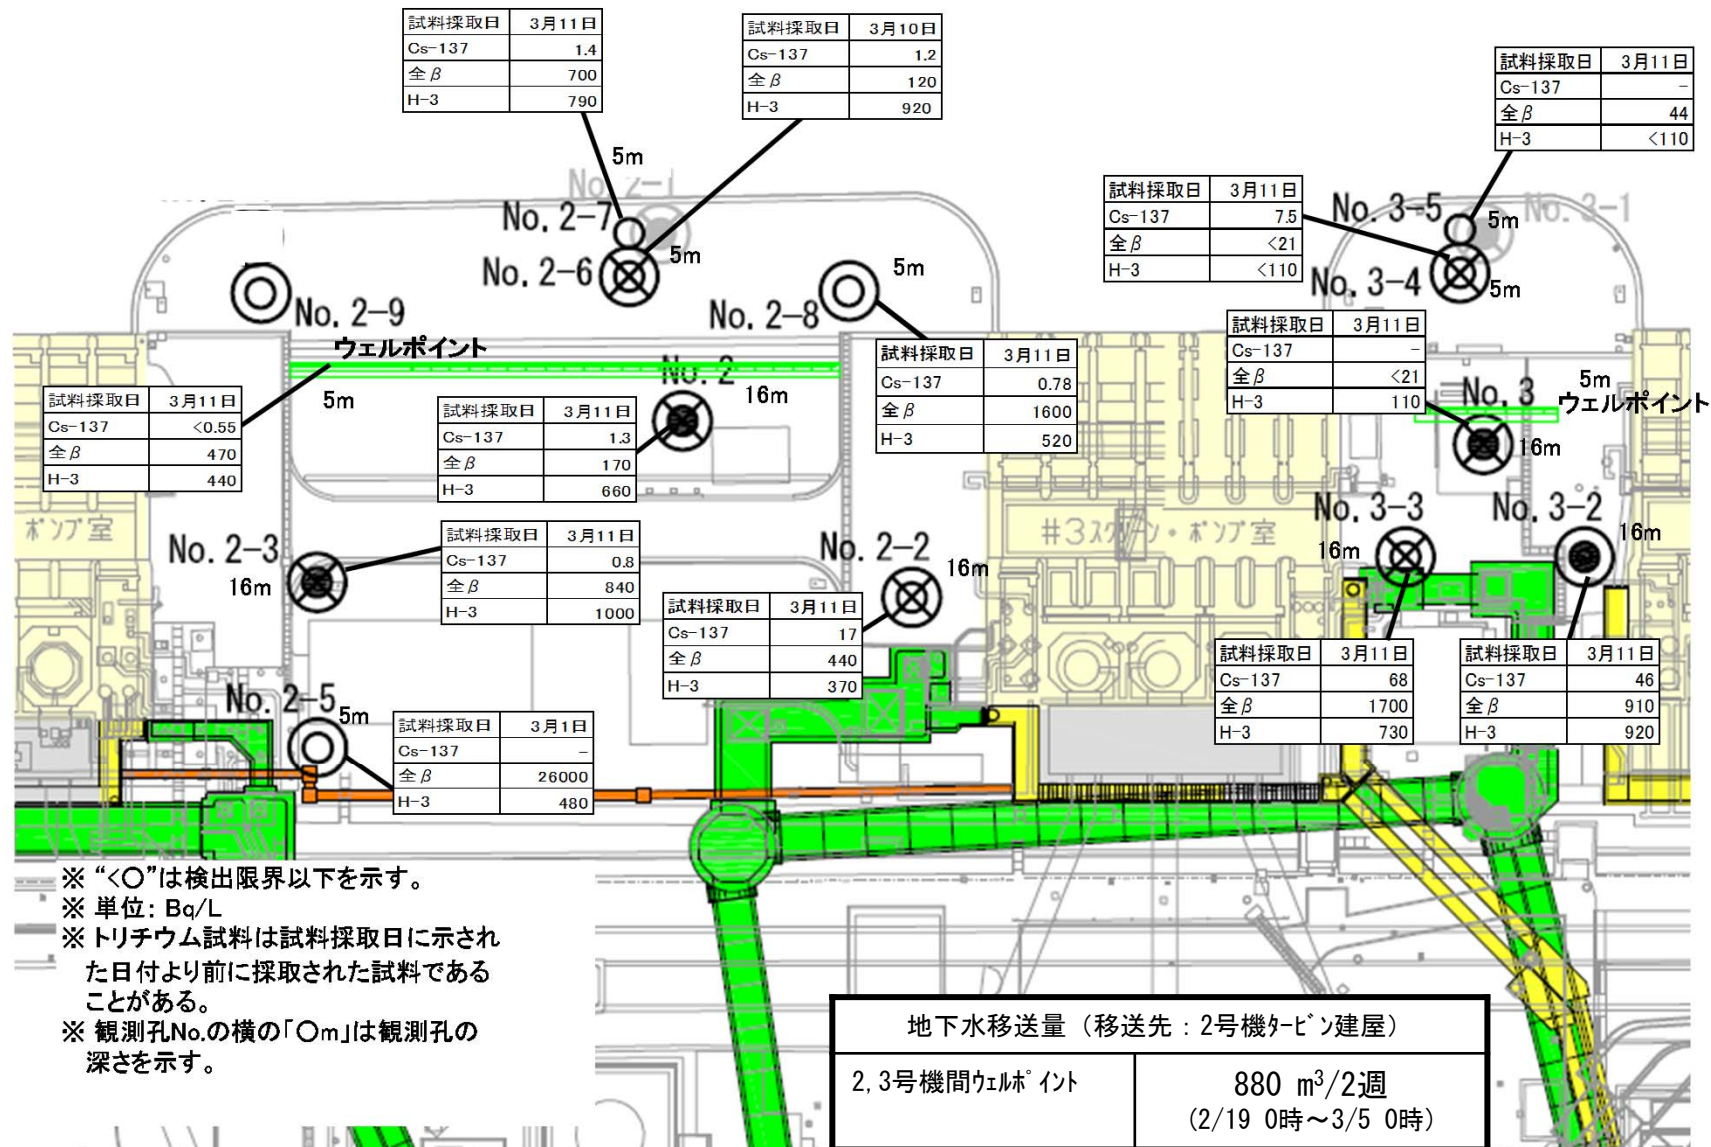 試料採取日 3月11日
Cs-137 1.4
全β 700
H-3 790
試料採取日 3月10日
Cs-137 1.2
全β 120
H-3 920
試料採取日 3月11日
Cs-137 -
全β 44
H-3 <110
5m
No. 2-1
No. 2-7
No. 2-6
5m
試料採取日 3月11日
Cs-137 7.5
全β <21
H-3 <110
No. 3-5
5m
No. 3-1
No. 3-4
5m
No. 2-9
No. 2-8
5m
ウェルポイント
5m
試料採取日 3月11日
Cs-137 <0.55
全β 470
H-3 440
No. 2
16m
試料採取日 3月11日
Cs-137 1.3
全β 170
H-3 660
試料採取日 3月11日
Cs-137 0.78
全β 1600
H-3 520
試料採取日 3月11日
Cs-137 -
全β <21
H-3 110
No. 3
5m
ウェルポイント
16m
ポンプ室
No. 2-3
16m
試料採取日 3月11日
Cs-137 0.8
全β 840
H-3 1000
No. 2-2
16m
試料採取日 3月11日
Cs-137 17
全β 440
H-3 370
#3スクリーン・ポンプ室
No. 3-3
16m
No. 3-2
16m
試料採取日 3月11日
Cs-137 68
全β 1700
H-3 730
試料採取日 3月11日
Cs-137 46
全β 910
H-3 920
No. 2-5
5m
試料採取日 3月1日
Cs-137 -
全β 26000
H-3 480
※ “<○”は検出限界以下を示す。
※ 単位: Bq/L
※ トリチウム試料は試料採取日に示され
た日付より前に採取された試料である
ことがある。
※ 観測孔No.の横の「○m」は観測孔の
深さを示す。
地下水移送量（移送先：2号機ﾀｰﾋﾞﾝ建屋）
2,3号機間ｳｪﾙﾎﾟｲﾝﾄ 880 m³/2週
(2/19 0時～3/5 0時)